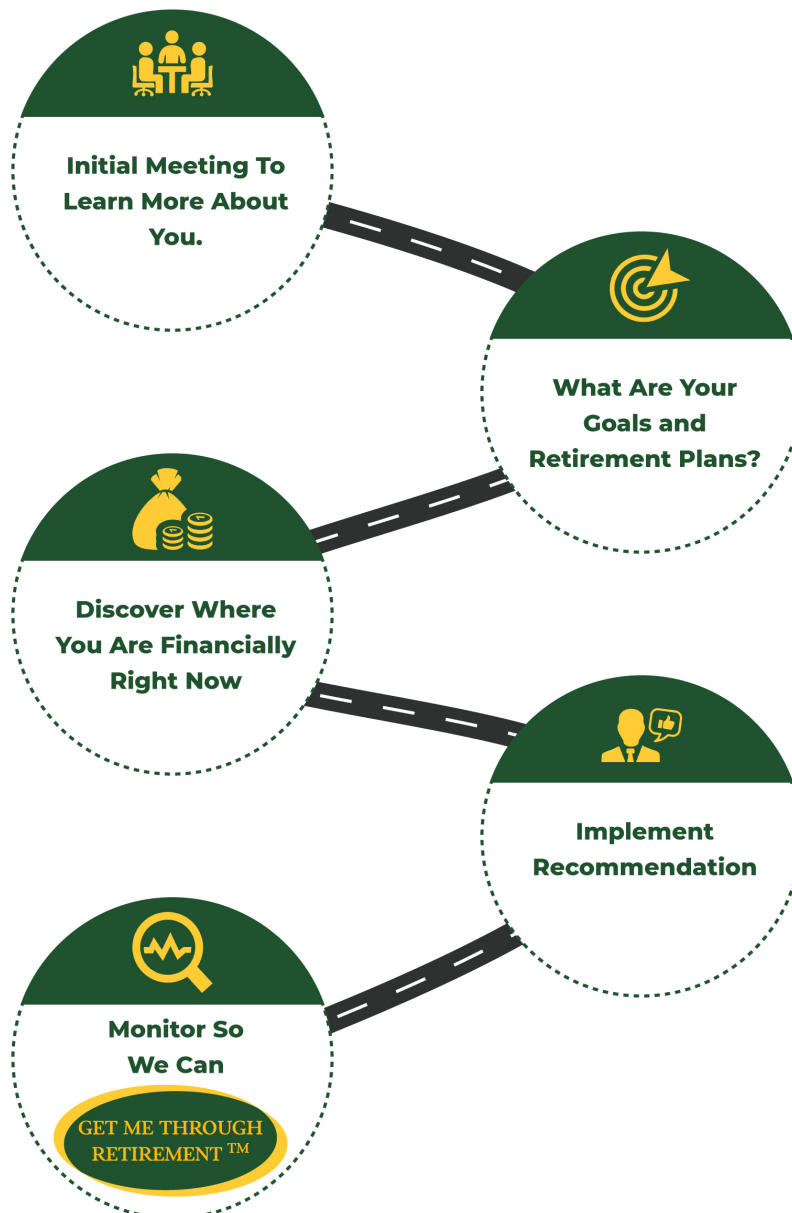 Initial Meeting To
Learn More About
You.
What Are Your
Goals and
Retirement Plans?
Discover Where
You Are Financially
Right Now
Implement
Recommendation
Monitor So
We Can
GET ME THROUGH
RETIREMENT ™